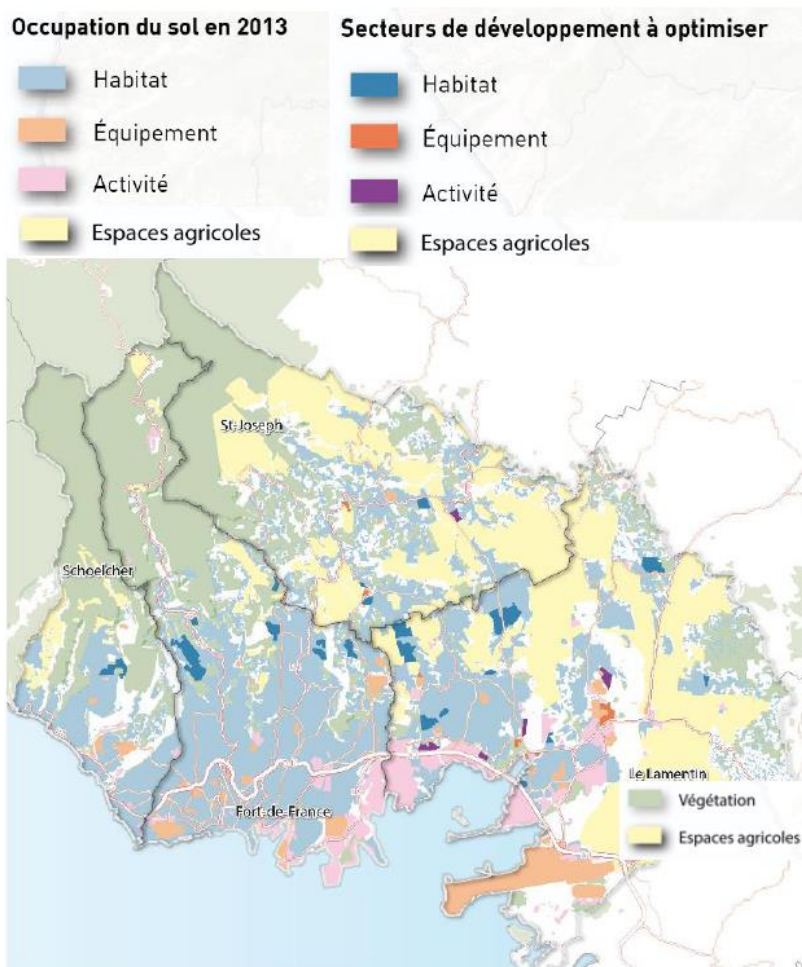 Occupation du sol en 2013
Habitat
Équipement
Activité
Espaces agricoles
Secteurs de développement à optimiser
Habitat
Équipement
Activité
Espaces agricoles
St-Joseph
Schoelcher
Fort-de-France
Le Lamentin
Végétation
Espaces agricoles